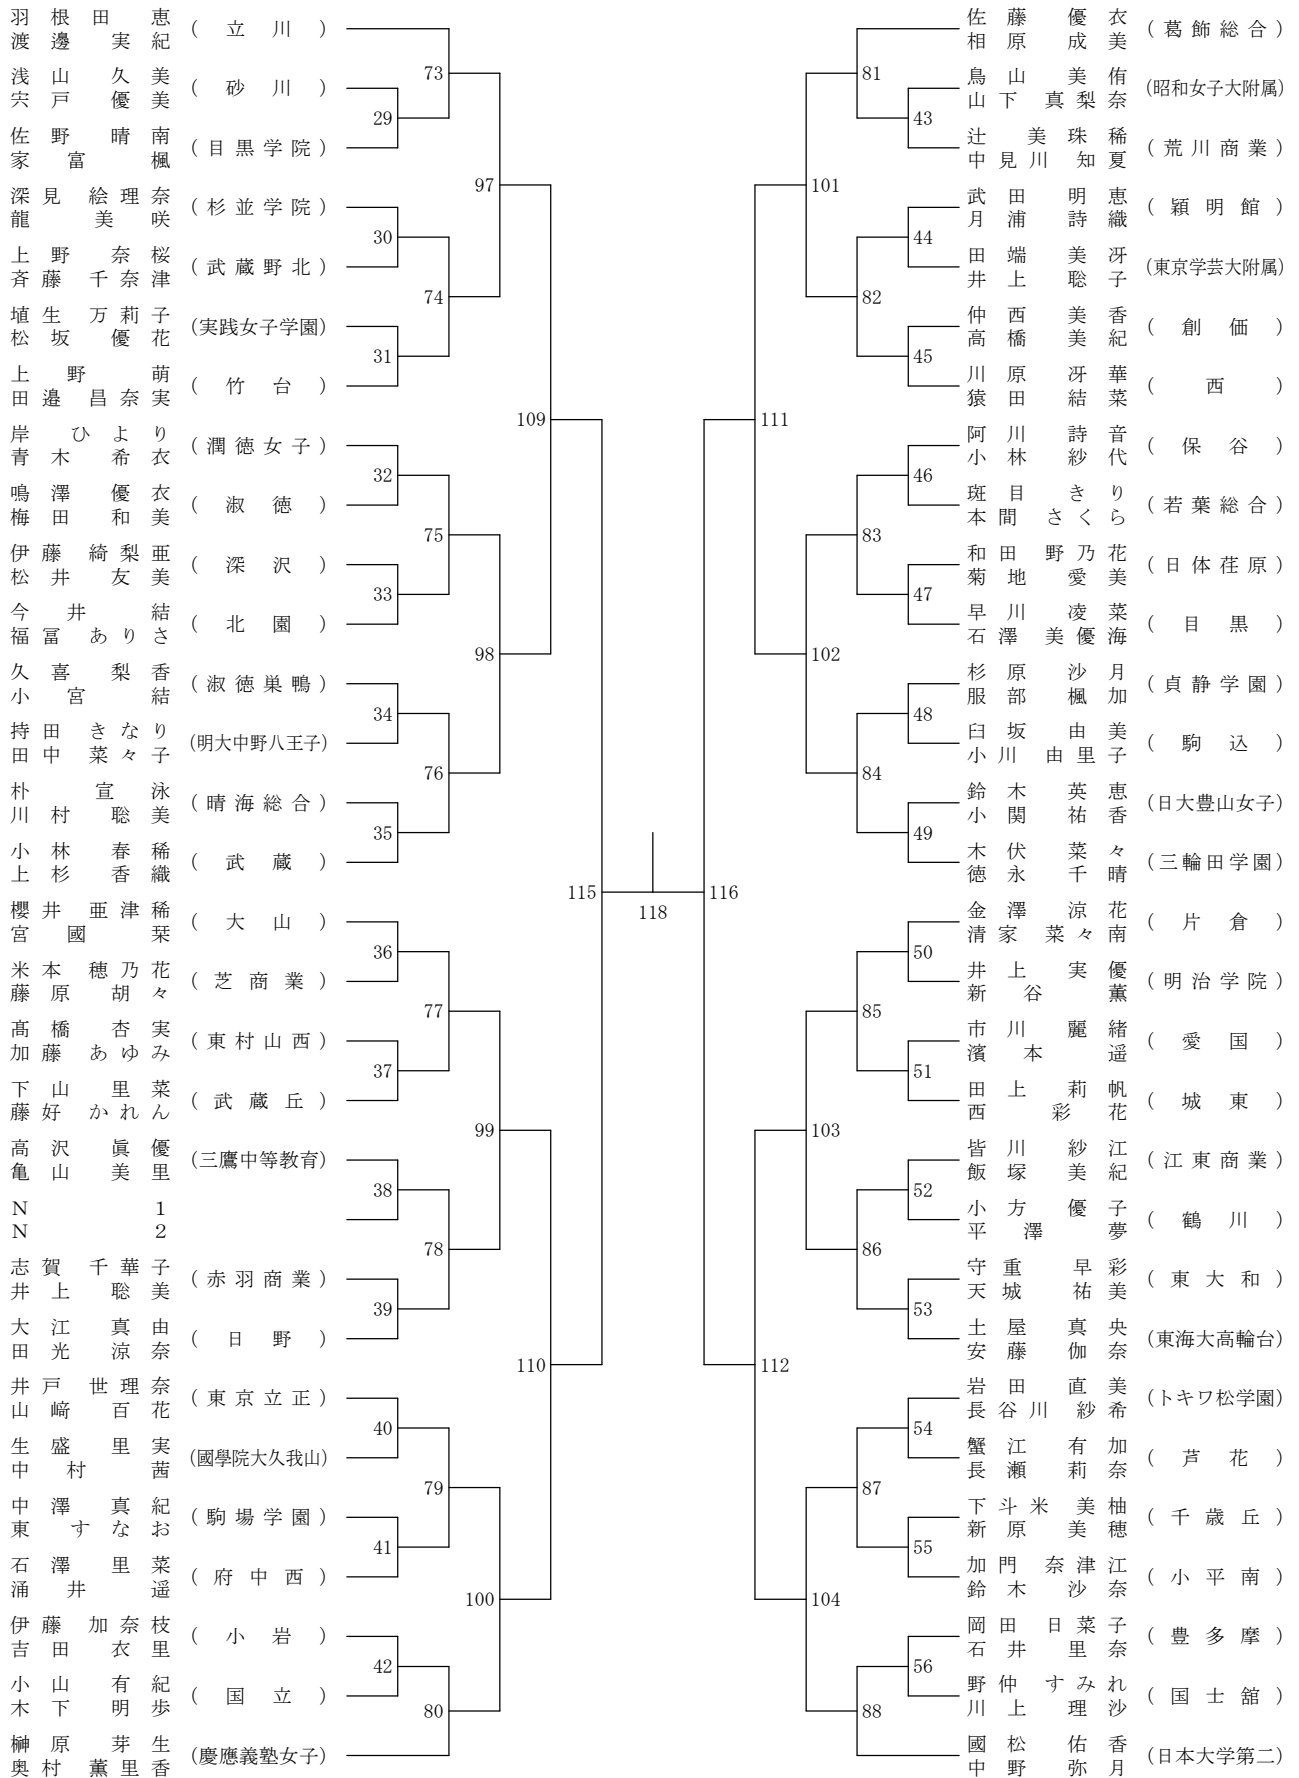 羽根田 恵
渡邊 実紀
(立川)
浅山 久美
宍戸 優美
(砂川)
佐野 晴南
家富 楓
(目黒学院)
深見 絵理奈
龍 美咲
(杉並学院)
上野 奈桜
斉藤 千奈津
(武蔵野北)
埴生 万莉子
松坂 優花
(実践女子学園)
上野 萌
田邉 昌奈実
(竹台)
岸 ひより
青木 希衣
(潤徳女子)
鳴澤 優衣
梅田 和美
(淑徳)
伊藤 綺梨亜
松井 友美
(深沢)
今井 結
福冨 ありさ
(北園)
久喜 梨香
小宮 結
(淑徳巣鴨)
持田 きなり
田中 菜々子
(明大中野八王子)
朴 宣泳
川村 聡美
(晴海総合)
小林 春稀
上杉 香織
(武蔵)
櫻井 亜津稀
宮國 栞
(大山)
米本 穂乃花
藤原 胡々
(芝商業)
髙橋 杏実
加藤 あゆみ
(東村山西)
下山 里菜
藤好 かれん
(武蔵丘)
高沢 眞優
亀山 美里
(三鷹中等教育)
N 1
N 2
志賀 千華子
井上 聡美
(赤羽商業)
大江 真由
田光 涼奈
(日野)
井戸 世理奈
山﨑 百花
(東京立正)
生盛 里実
中村 茜
(國學院大久我山)
中澤 真紀
東 すなお
(駒場学園)
石澤 里菜
涌井 遥
(府中西)
伊藤 加奈枝
吉田 衣里
(小岩)
小山 有紀
木下 明歩
(国立)
榊原 芽生
奥村 薫里香
(慶應義塾女子)
29
30
31
32
33
34
35
36
37
38
39
40
41
42
73
74
75
76
77
78
79
80
97
98
99
100
109
110
115
118
116
111
112
101
102
103
104
81
82
83
84
85
86
87
88
43
44
45
46
47
48
49
50
51
52
53
54
55
56
佐藤 優衣
相原 成美
(葛飾総合)
鳥山 美侑
山下 真梨奈
(昭和女子大附属)
辻 美珠稀
中見川 知夏
(荒川商業)
武田 明恵
月浦 詩織
(穎明館)
田端 美冴
井上 聡子
(東京学芸大附属)
仲西 美香
高橋 美紀
(創価)
川原 冴華
猿田 結菜
(西)
阿川 詩音
小林 紗代
(保谷)
斑目 きり
本間 さくら
(若葉総合)
和田 野乃花
菊地 愛美
(日体荏原)
早川 凌菜
石澤 美優海
(目黒)
杉原 沙月
服部 楓加
(貞静学園)
臼坂 由美
小川 由里子
(駒込)
鈴木 英恵
小関 祐香
(日大豊山女子)
木伏 菜々
徳永 千晴
(三輪田学園)
金澤 涼花
清家 菜々南
(片倉)
井上 実優
新谷 薫
(明治学院)
市川 麗緒
濱本 遥
(愛国)
田上 莉帆
西 彩花
(城東)
皆川 紗江
飯塚 美紀
(江東商業)
小方 優子
平澤 夢
(鶴川)
守重 早彩
天城 祐美
(東大和)
土屋 真央
安藤 伽奈
(東海大高輪台)
岩田 直美
長谷川 紗希
(トキワ松学園)
蟹江 有加
長瀬 莉奈
(芦花)
下斗米 美柚
新原 美穂
(千歳丘)
加門 奈津江
鈴木 沙奈
(小平南)
岡田 日菜子
石井 里奈
(豊多摩)
野仲 すみれ
川上 理沙
(国士舘)
國松 佑香
中野 弥月
(日本大学第二)